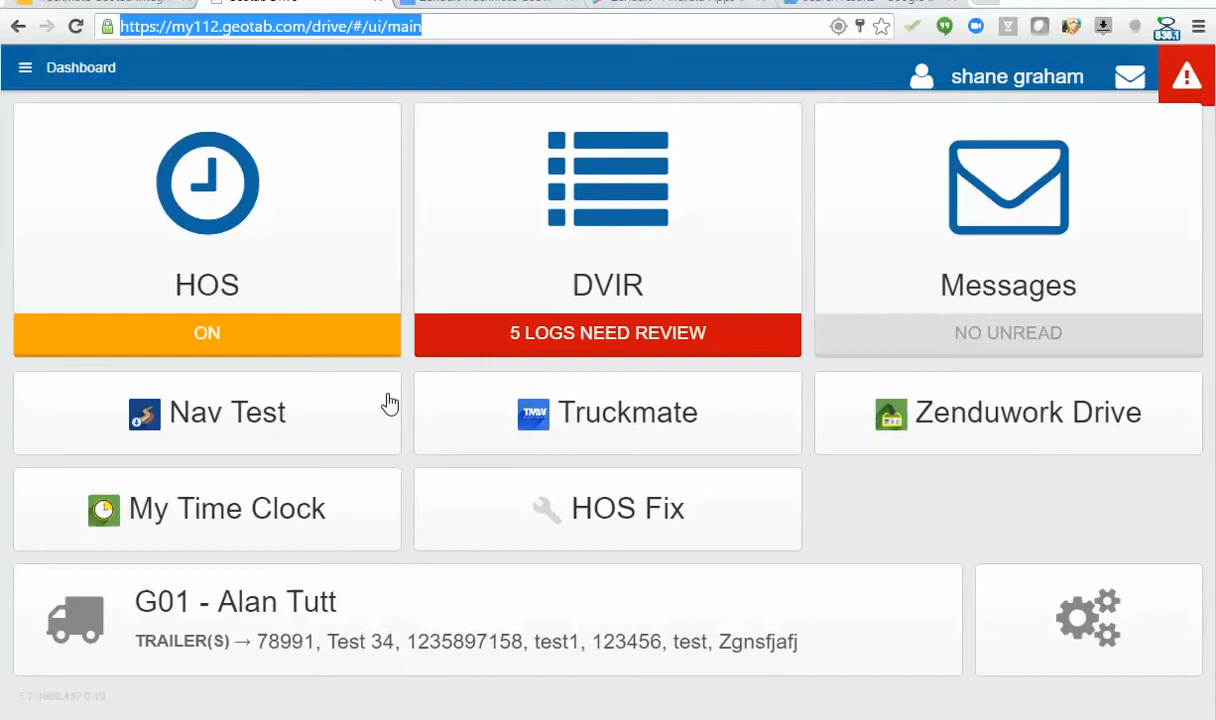 https://my112.geotab.com/drive/#/ui/main
Dashboard
shane graham
HOS
ON
DVIR
5 LOGS NEED REVIEW
Messages
NO UNREAD
Nav Test
Truckmate
Zenduwork Drive
My Time Clock
HOS Fix
G01 - Alan Tutt
TRAILER(S) → 78991, Test 34, 1235897158, test1, 123456, test, Zgnsfjafj